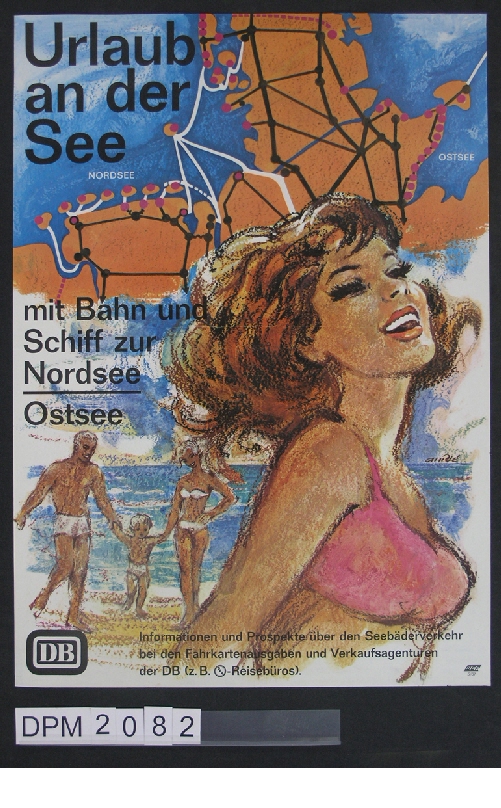 Urlaub
an der
See
NORDSEE
OSTSEE
mit Bahn und
Schiff zur
Nordsee
Ostsee
Informationen und Prospekte über den Seebäderverkehr
bei den Fahrkartenausgaben und Verkaufsagenturen
der DB (z.B. -Reisebüros).
DB
DPM 2082